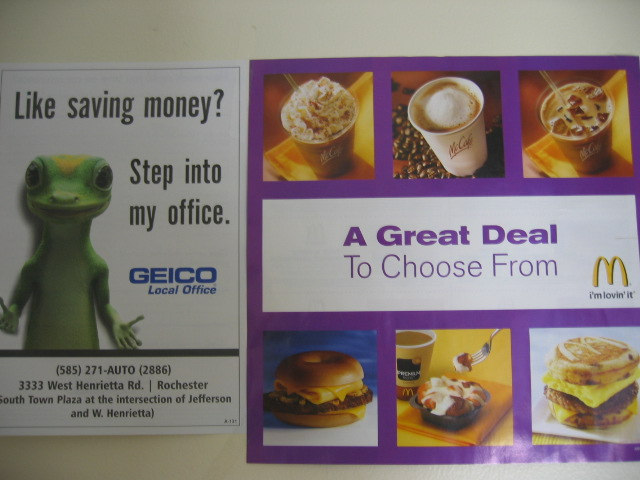 Like saving money?
Step into
my office.
GEICO
Local Office
(585) 271-AUTO (2886)
3333 West Henrietta Rd. | Rochester
South Town Plaza at the intersection of Jefferson
and W. Henrietta)
McCafé
McCafé
McCafé
A Great Deal
To Choose From
i'm lovin' it
PREMIUM